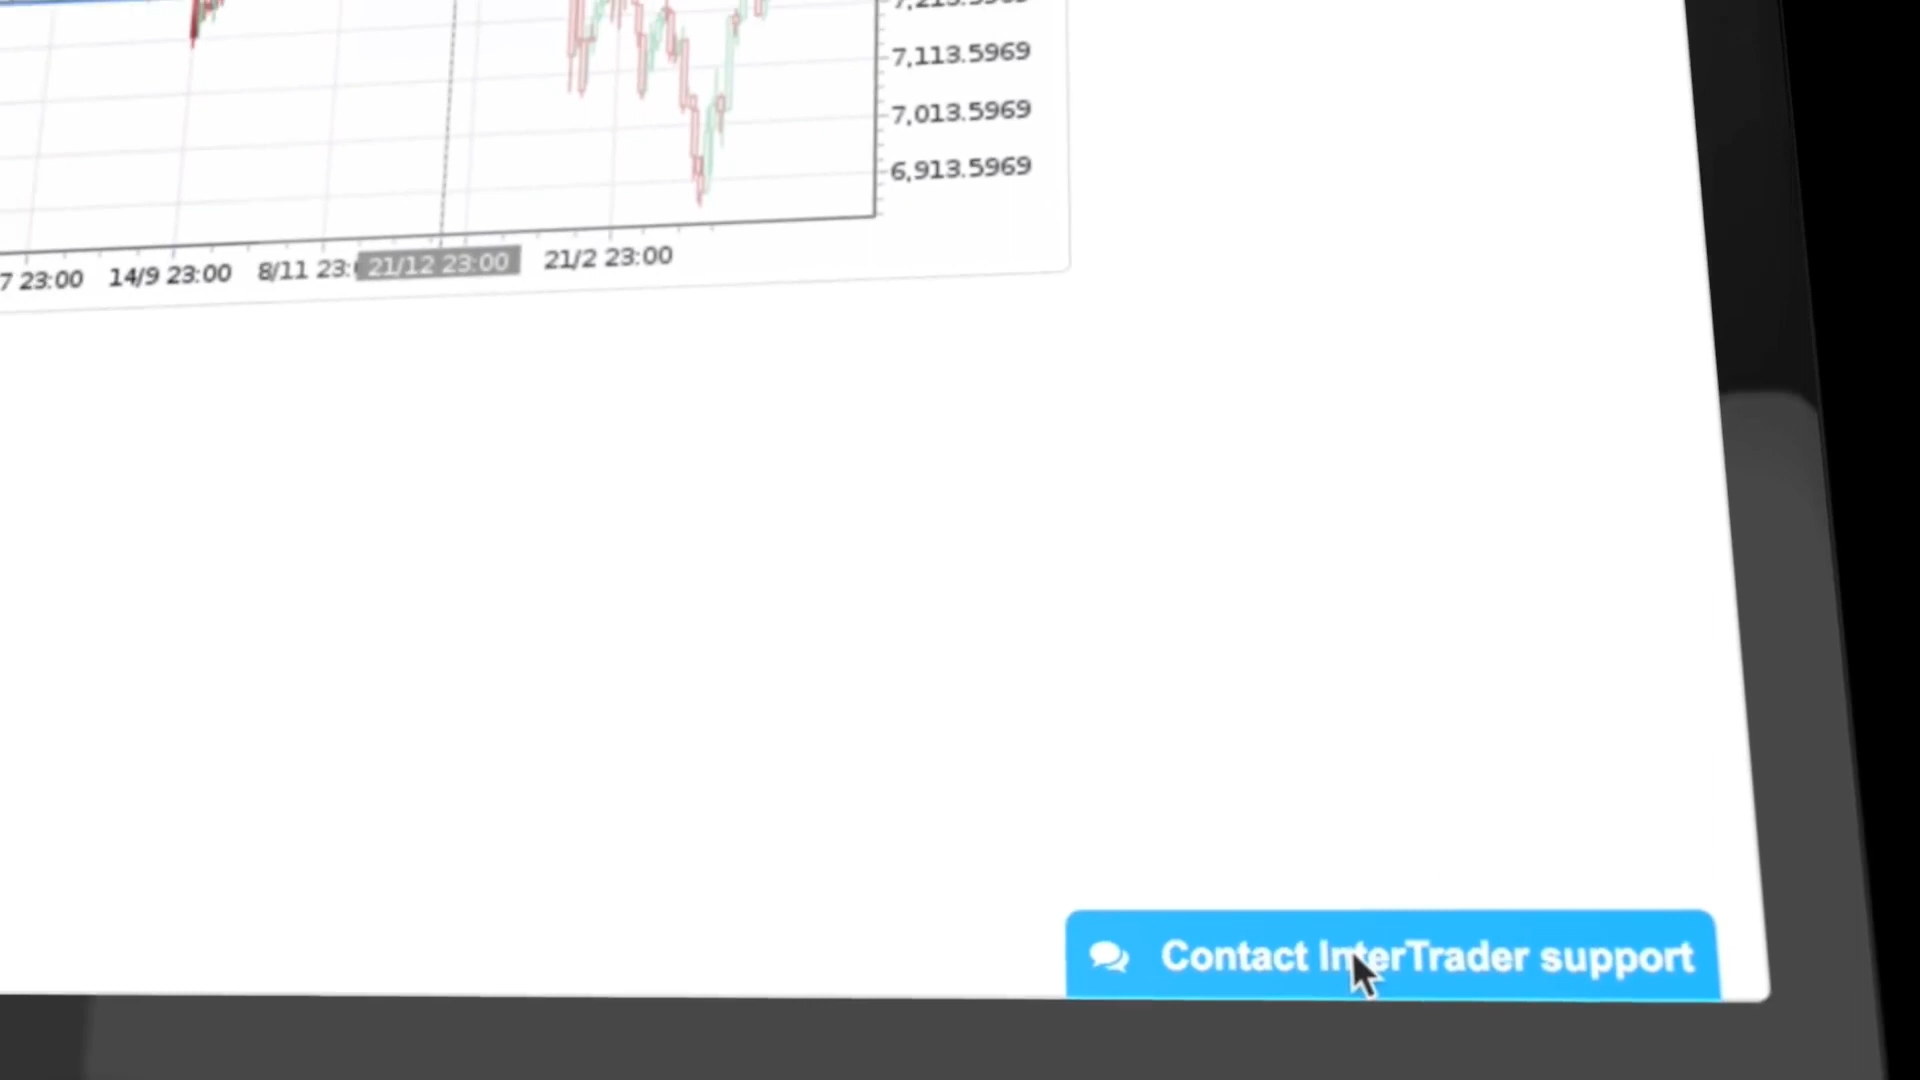 7,113.5969
7,013.5969
6,913.5969
7 23:00 14/9 23:00 8/11 23: 21/12 23:00 21/2 23:00
Contact InterTrader support